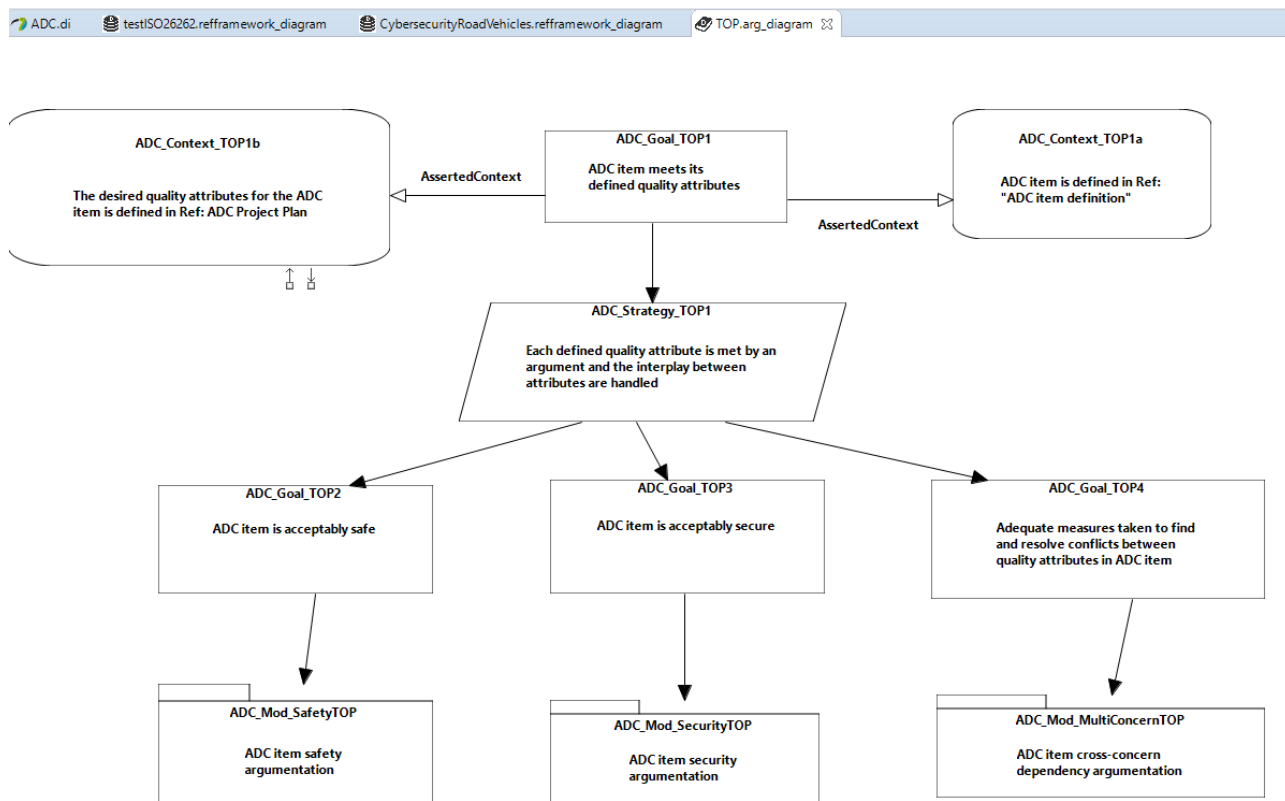 ADC.di
testISO26262.refframework_diagram
CybersecurityRoadVehicles.refframework_diagram
TOP.arg_diagram
ADC_Context_TOP1b
The desired quality attributes for the ADC
item is defined in Ref: ADC Project Plan
AssertedContext
ADC_Goal_TOP1
ADC item meets its
defined quality attributes
AssertedContext
ADC_Context_TOP1a
ADC item is defined in Ref:
"ADC item definition"
ADC_Strategy_TOP1
Each defined quality attribute is met by an
argument and the interplay between
attributes are handled
ADC_Goal_TOP2
ADC item is acceptably safe
ADC_Goal_TOP3
ADC item is acceptably secure
ADC_Goal_TOP4
Adequate measures taken to find
and resolve conflicts between
quality attributes in ADC item
ADC_Mod_SafetyTOP
ADC item safety
argumentation
ADC_Mod_SecurityTOP
ADC item security
argumentation
ADC_Mod_MultiConcernTOP
ADC item cross-concern
dependency argumentation